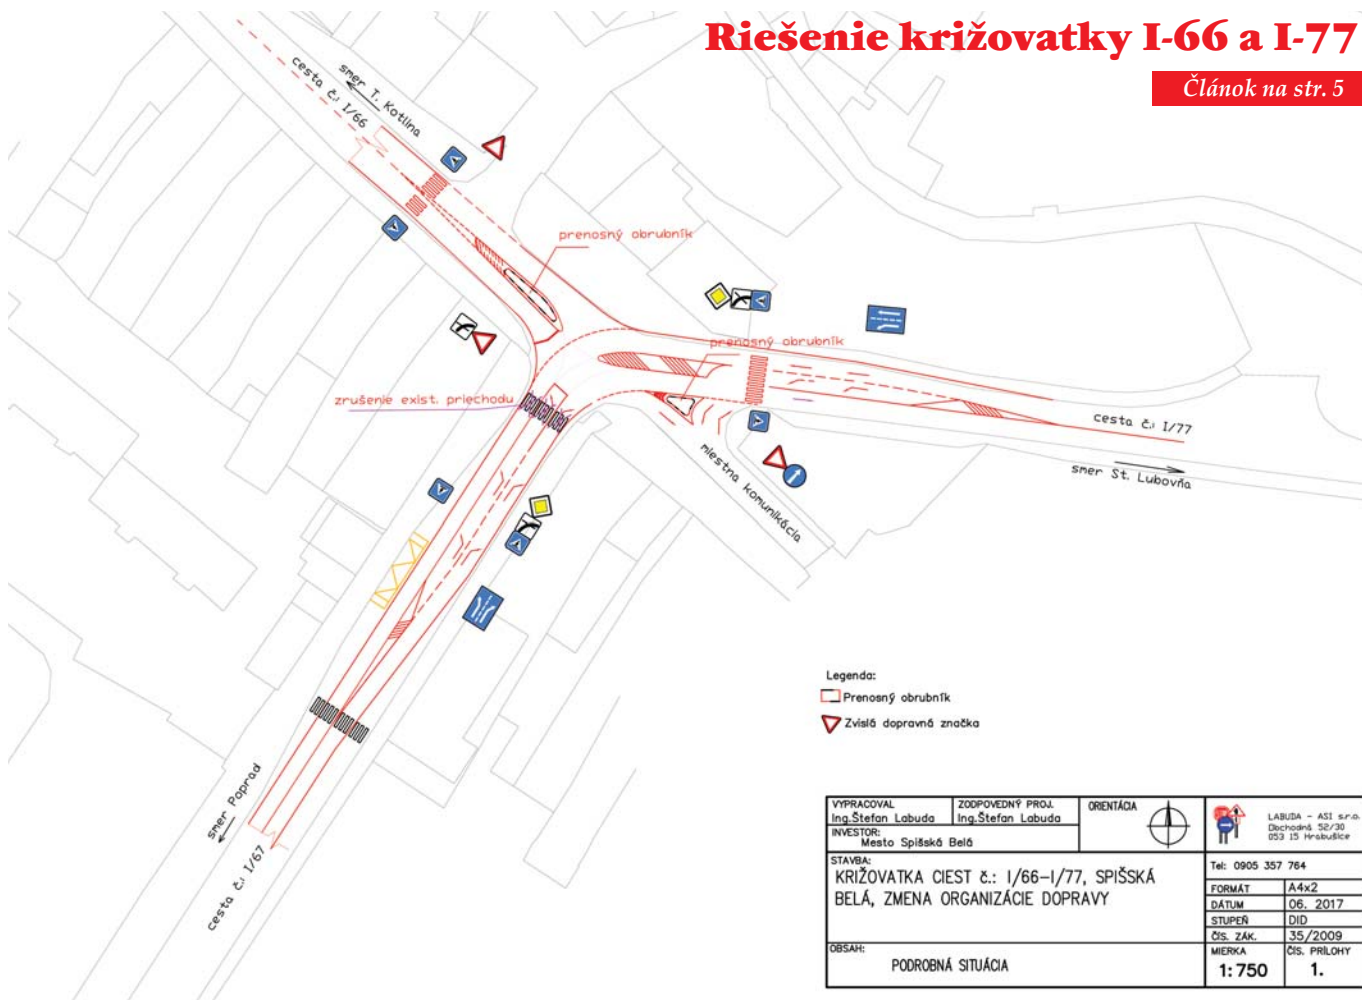 Riešenie križovatky I-66 a I-77
Článok na str. 5
smer T. Kotlina
cesta č.: I/66
prenosný obrubník
prenosný obrubník
zrušenie exist. priechodu
cesta č.: I/77
smer St. Lubovňa
miestna komunikácia
smer Poprad
cesta č.: I/67
Legenda:
Prenosný obrubník
Zvislá dopravná značka
VYPRACOVAL
Ing.Štefan Labuda
ZODPOVEDNÝ PROJ.
Ing.Štefan Labuda
ORIENTÁCIA
INVESTOR:
Mesto Spišská Belá
LABUDA - ASI s.r.o.
Obchodná 52/30
053 15 Hrabušice
STAVBA:
KRIŽOVATKA CIEST č.: I/66-I/77, SPIŠSKÁ
BELÁ, ZMENA ORGANIZÁCIE DOPRAVY
Tel: 0905 357 764
FORMÁT A4x2
DÁTUM 06. 2017
STUPEŇ DID
ČÍS. ZÁK. 35/2009
OBSAH:
PODROBNÁ SITUÁCIA
MIERKA
1:750
ČÍS. PRÍLOHY
1.